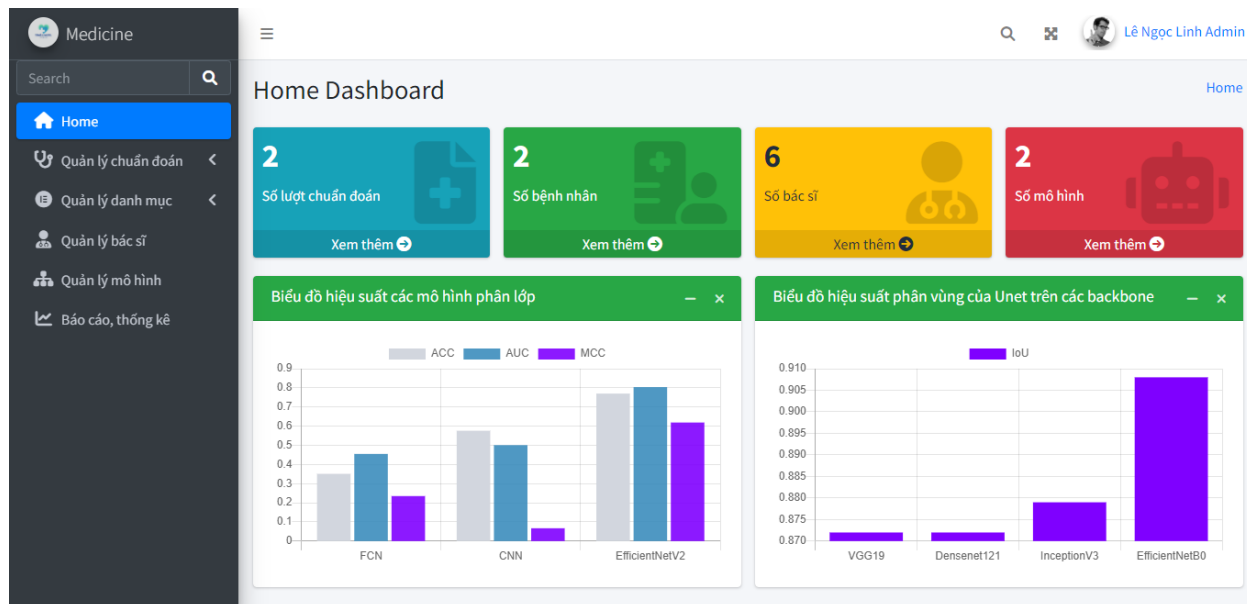 Medicine
Lê Ngọc Linh Admin
Search
Home Dashboard
Home
Home
Quản lý chuẩn đoán
Quản lý danh mục
Quản lý bác sĩ
Quản lý mô hình
Báo cáo, thống kê
2
Số lượt chuẩn đoán
Xem thêm
2
Số bệnh nhân
Xem thêm
6
Số bác sĩ
Xem thêm
2
Số mô hình
Xem thêm
Biểu đồ hiệu suất các mô hình phân lớp
ACC AUC MCC
0.9
0.8
0.7
0.6
0.5
0.4
0.3
0.2
0.1
0
FCN CNN EfficientNetV2
Biểu đồ hiệu suất phân vùng của Unet trên các backbone
IoU
0.910
0.905
0.900
0.895
0.890
0.885
0.880
0.875
0.870
VGG19 Densenet121 InceptionV3 EfficientNetB0